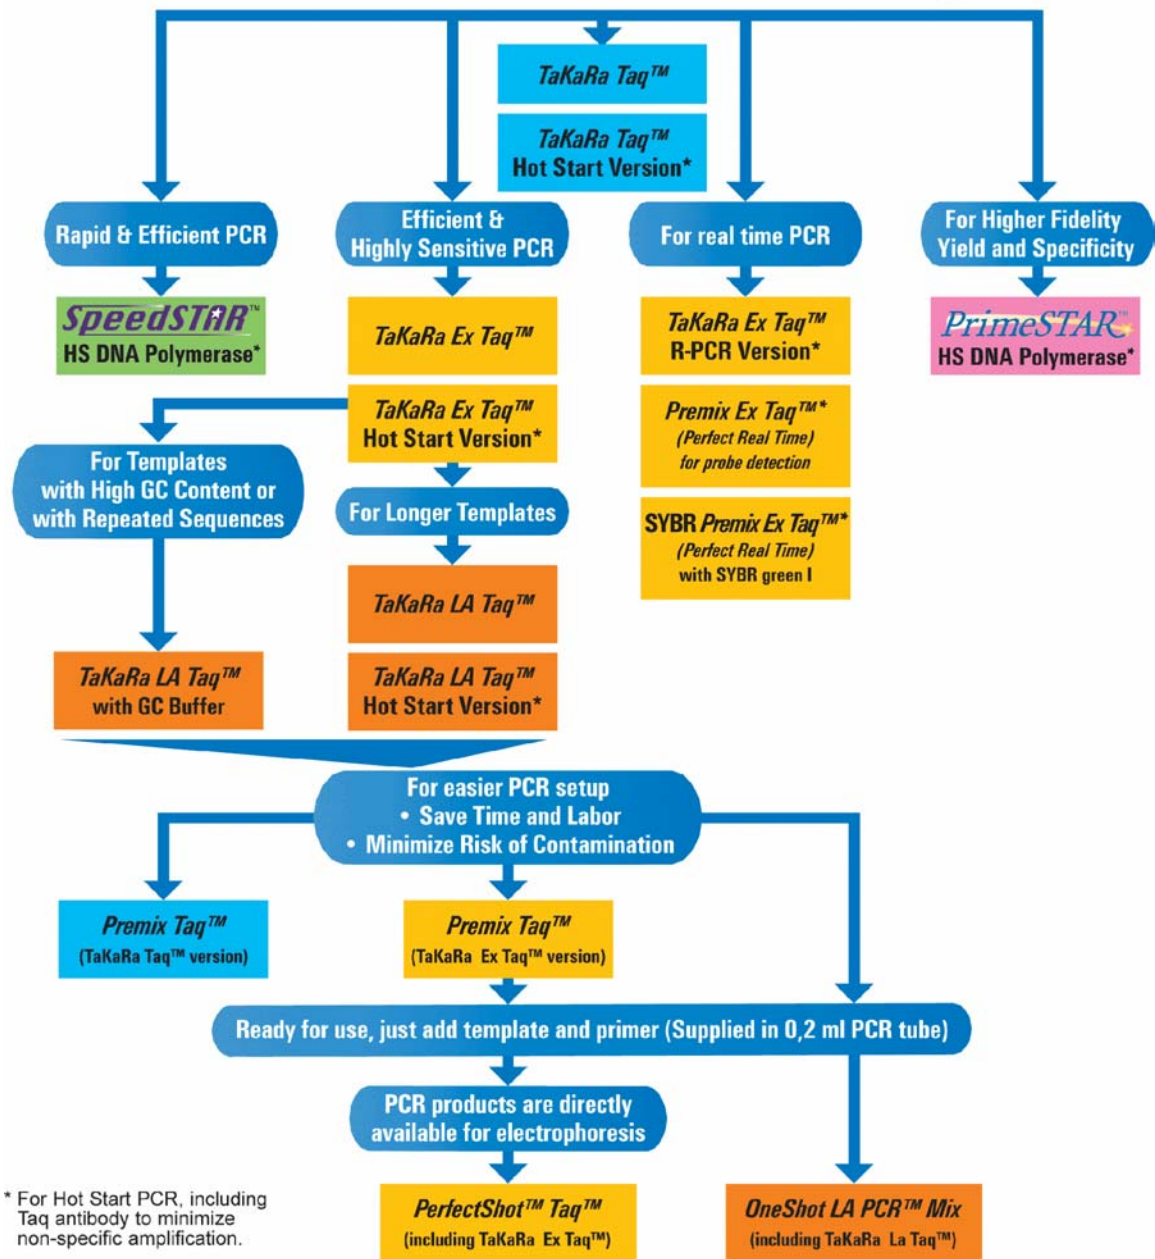 TaKaRa Taq™
TaKaRa Taq™
Hot Start Version*
Rapid & Efficient PCR
Efficient &
Highly Sensitive PCR
For real time PCR
For Higher Fidelity
Yield and Specificity
SpeedSTAR™
HS DNA Polymerase*
TaKaRa Ex Taq™
TaKaRa Ex Taq™
R-PCR Version*
PrimeSTAR™
HS DNA Polymerase*
TaKaRa Ex Taq™
Hot Start Version*
Premix Ex Taq™*
(Perfect Real Time)
for probe detection
For Templates
with High GC Content or
with Repeated Sequences
For Longer Templates
SYBR Premix Ex Taq™*
(Perfect Real Time)
with SYBR green I
TaKaRa LA Taq™
TaKaRa LA Taq™
with GC Buffer
TaKaRa LA Taq™
Hot Start Version*
For easier PCR setup
• Save Time and Labor
• Minimize Risk of Contamination
Premix Taq™
(TaKaRa Taq™ version)
Premix Taq™
(TaKaRa Ex Taq™ version)
Ready for use, just add template and primer (Supplied in 0,2 ml PCR tube)
PCR products are directly
available for electrophoresis
* For Hot Start PCR, including
Taq antibody to minimize
non-specific amplification.
PerfectShot™ Taq™
(including TaKaRa Ex Taq™)
OneShot LA PCR™ Mix
(including TaKaRa La Taq™)